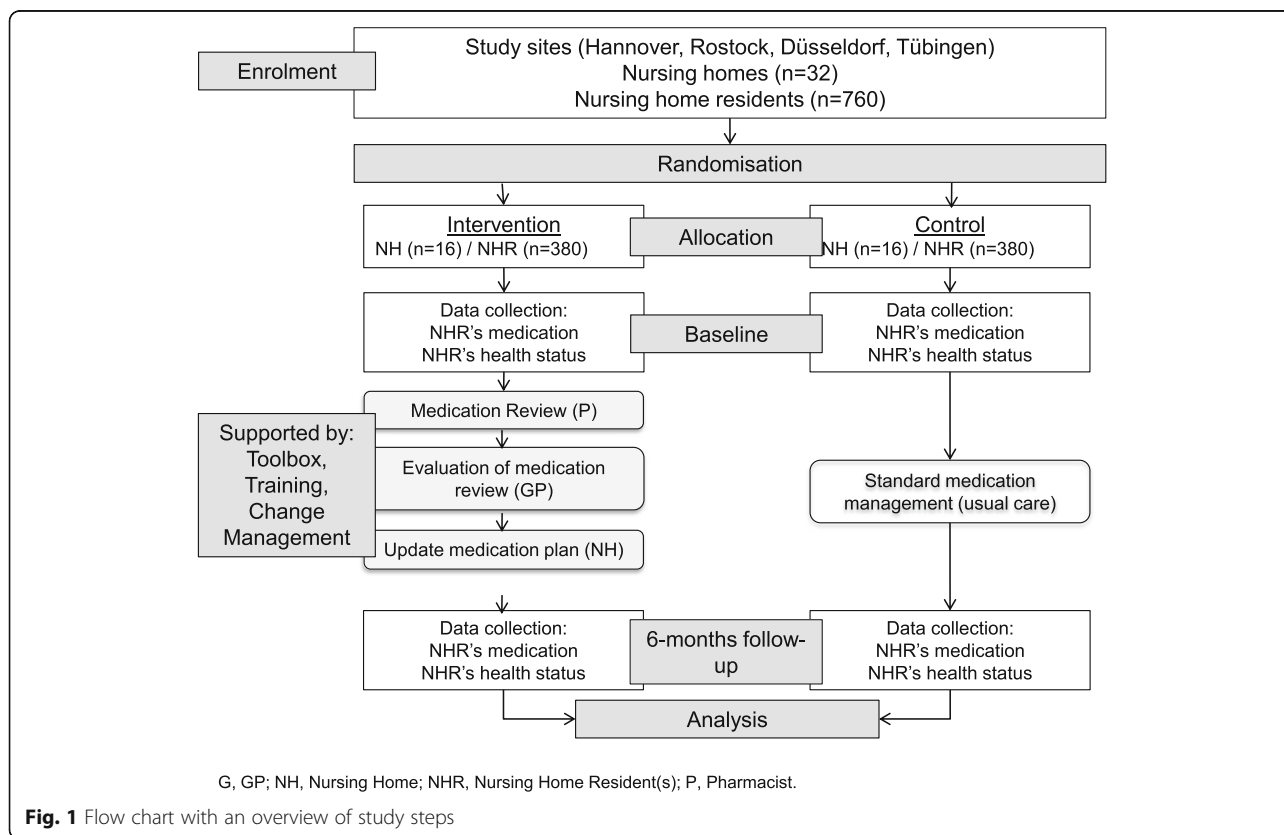 Study sites (Hannover, Rostock, Düsseldorf, Tübingen)
Nursing homes (n=32)
Nursing home residents (n=760)
Enrolment
Randomisation
Intervention
NH (n=16) / NHR (n=380)
Allocation
Control
NH (n=16) / NHR (n=380)
Data collection:
NHR's medication
NHR's health status
Baseline
Data collection:
NHR's medication
NHR's health status
Supported by:
Toolbox,
Training,
Change
Management
Medication Review (P)
Evaluation of medication
review (GP)
Update medication plan (NH)
Standard medication
management (usual care)
Data collection:
NHR's medication
NHR's health status
6-months follow-
up
Data collection:
NHR's medication
NHR's health status
Analysis
G, GP; NH, Nursing Home; NHR, Nursing Home Resident(s); P, Pharmacist.
Fig. 1 Flow chart with an overview of study steps